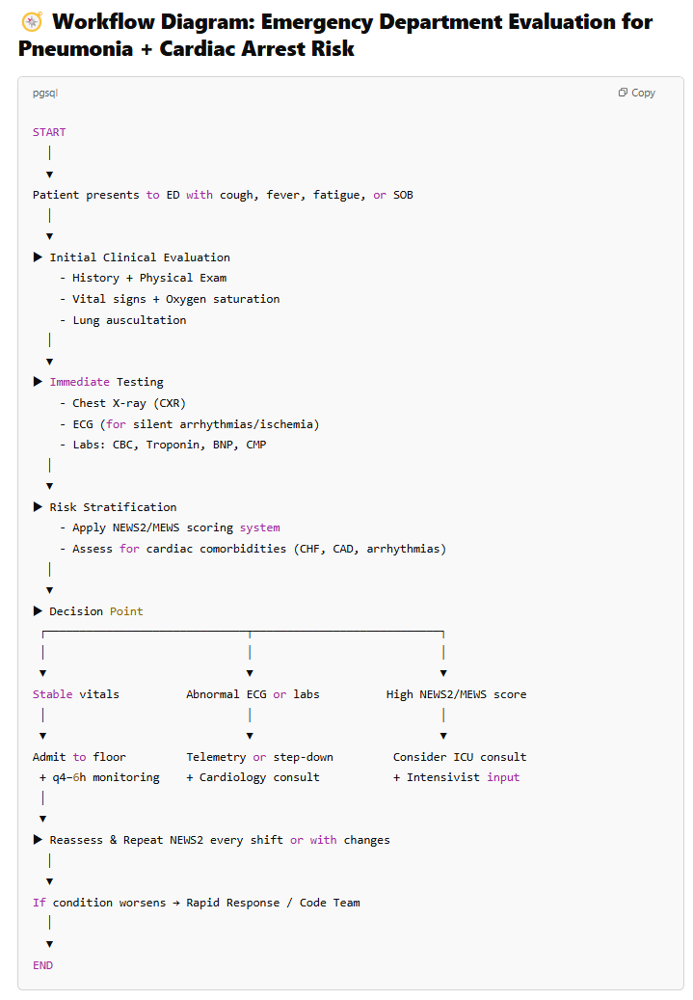 🧭 Workflow Diagram: Emergency Department Evaluation for
Pneumonia + Cardiac Arrest Risk
pgsql
Copy
START
Patient presents to ED with cough, fever, fatigue, or SOB
▶ Initial Clinical Evaluation
- History + Physical Exam
- Vital signs + Oxygen saturation
- Lung auscultation
▶ Immediate Testing
- Chest X-ray (CXR)
- ECG (for silent arrhythmias/ischemia)
- Labs: CBC, Troponin, BNP, CMP
▶ Risk Stratification
- Apply NEWS2/MEWS scoring system
- Assess for cardiac comorbidities (CHF, CAD, arrhythmias)
▶ Decision Point
Stable vitals Abnormal ECG or labs High NEWS2/MEWS score
Admit to floor Telemetry or step-down Consider ICU consult
+ q4–6h monitoring + Cardiology consult + Intensivist input
▶ Reassess & Repeat NEWS2 every shift or with changes
If condition worsens → Rapid Response / Code Team
END